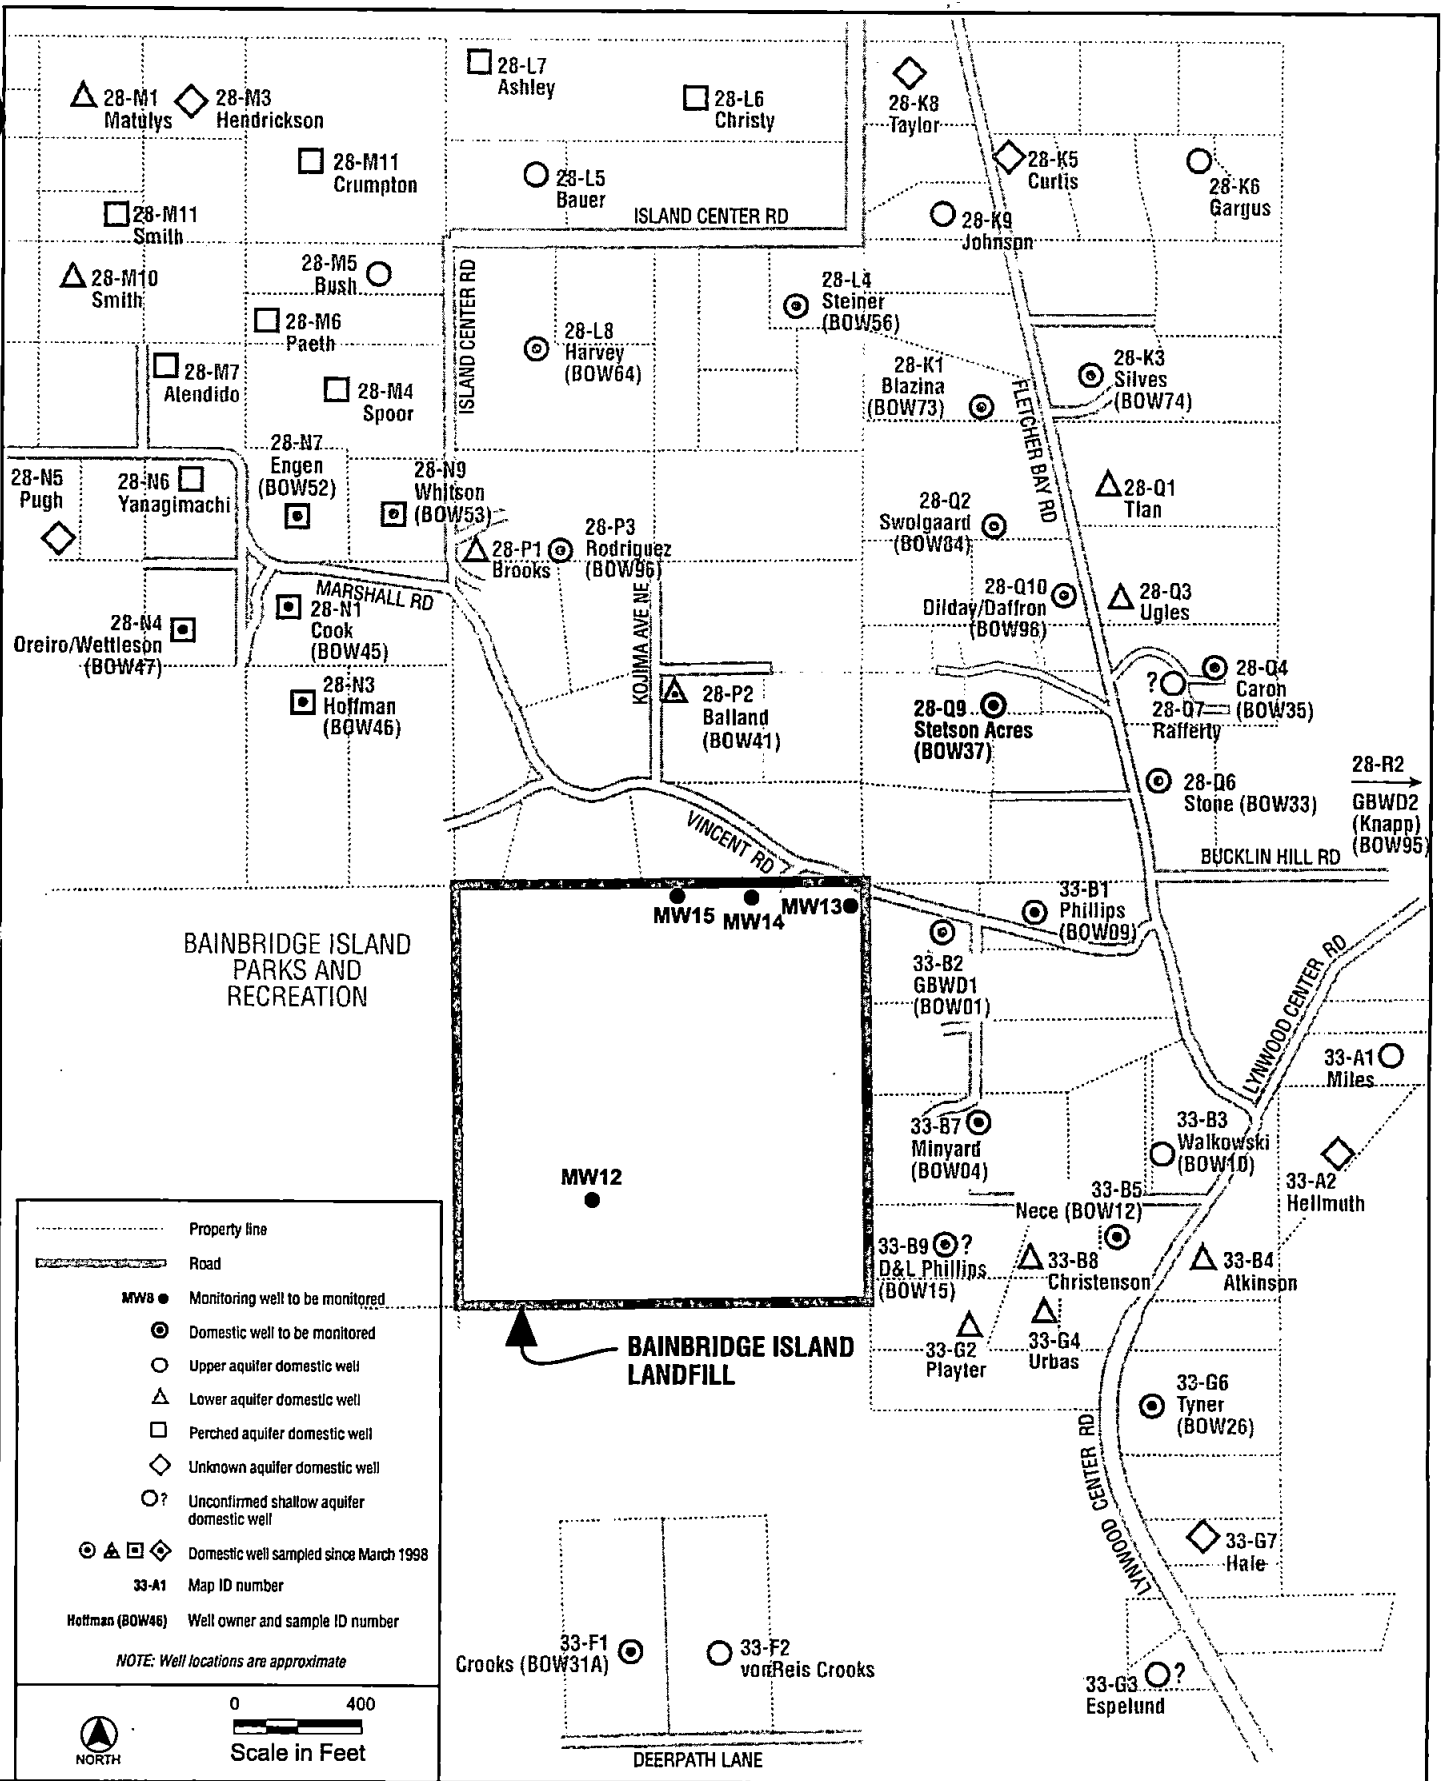 28-L7
Ashley
28-L6
Christy
28-K8
Taylor
28-M1
Matulys
28-M3
Hendrickson
28-M11
Crumpton
28-L5
Bauer
28-K5
Curtis
28-K6
Gargus
28-M11
Smith
ISLAND CENTER RD
28-K9
Johnson
28-M10
Smith
28-M5
Bush
ISLAND CENTER RD
28-L4
Steiner
(BOW56)
28-M6
Paeth
28-L8
Harvey
(BOW64)
28-K1
Blazina
(BOW73)
28-K3
Silves
(BOW74)
28-M7
Atendido
28-M4
Spoor
FLETCHER BAY RD
28-N5
Pugh
28-N6
Yanagimachi
28-N7
Engen
(BOW52)
28-N9
Whitson
(BOW53)
28-Q2
Swolgaard
(BOW84)
28-Q1
Tian
28-P1
Brooks
28-P3
Rodriguez
(BOW96)
MARSHALL RD
28-Q10
Dilday/Daffron
(BOW98)
28-Q3
Ugles
28-N4
Oreiro/Wettleson
(BOW47)
28-N1
Cook
(BOW45)
KOJIMA AVE NE
28-N3
Hoffman
(BOW46)
28-P2
Balland
(BOW41)
28-Q9
Stetson Acres
(BOW37)
?
28-Q7
Rafferty
28-Q4
Caron
(BOW35)
28-Q6
Stone (BOW33)
28-R2
GBWD2
(Knapp)
(BOW95)
VINCENT RD
BUCKLIN HILL RD
MW15
MW14
MW13
33-B1
Phillips
(BOW09)
BAINBRIDGE ISLAND
PARKS AND
RECREATION
33-B2
GBWD1
(BOW01)
LYNWOOD CENTER RD
33-A1
Miles
33-B7
Minyard
(BOW04)
33-B3
Walkowski
(BOW10)
33-A2
Hellmuth
MW12
33-B5
Nece (BOW12)
33-B9
?
D&L Phillips
(BOW15)
33-B8
Christenson
33-B4
Atkinson
33-G2
Playter
33-G4
Urbas
BAINBRIDGE ISLAND
LANDFILL
33-G6
Tyner
(BOW26)
LYNWOOD CENTER RD
33-G7
Hale
33-F1
Crooks (BOW31A)
33-F2
vonReis Crooks
33-G3
?
Espelund
DEERPATH LANE
Property line
Road
MW8 Monitoring well to be monitored
Domestic well to be monitored
Upper aquifer domestic well
Lower aquifer domestic well
Perched aquifer domestic well
Unknown aquifer domestic well
? Unconfirmed shallow aquifer
domestic well
Domestic well sampled since March 1998
33-A1 Map ID number
Hoffman (BOW46) Well owner and sample ID number
NOTE: Well locations are approximate
0 400
Scale in Feet
NORTH